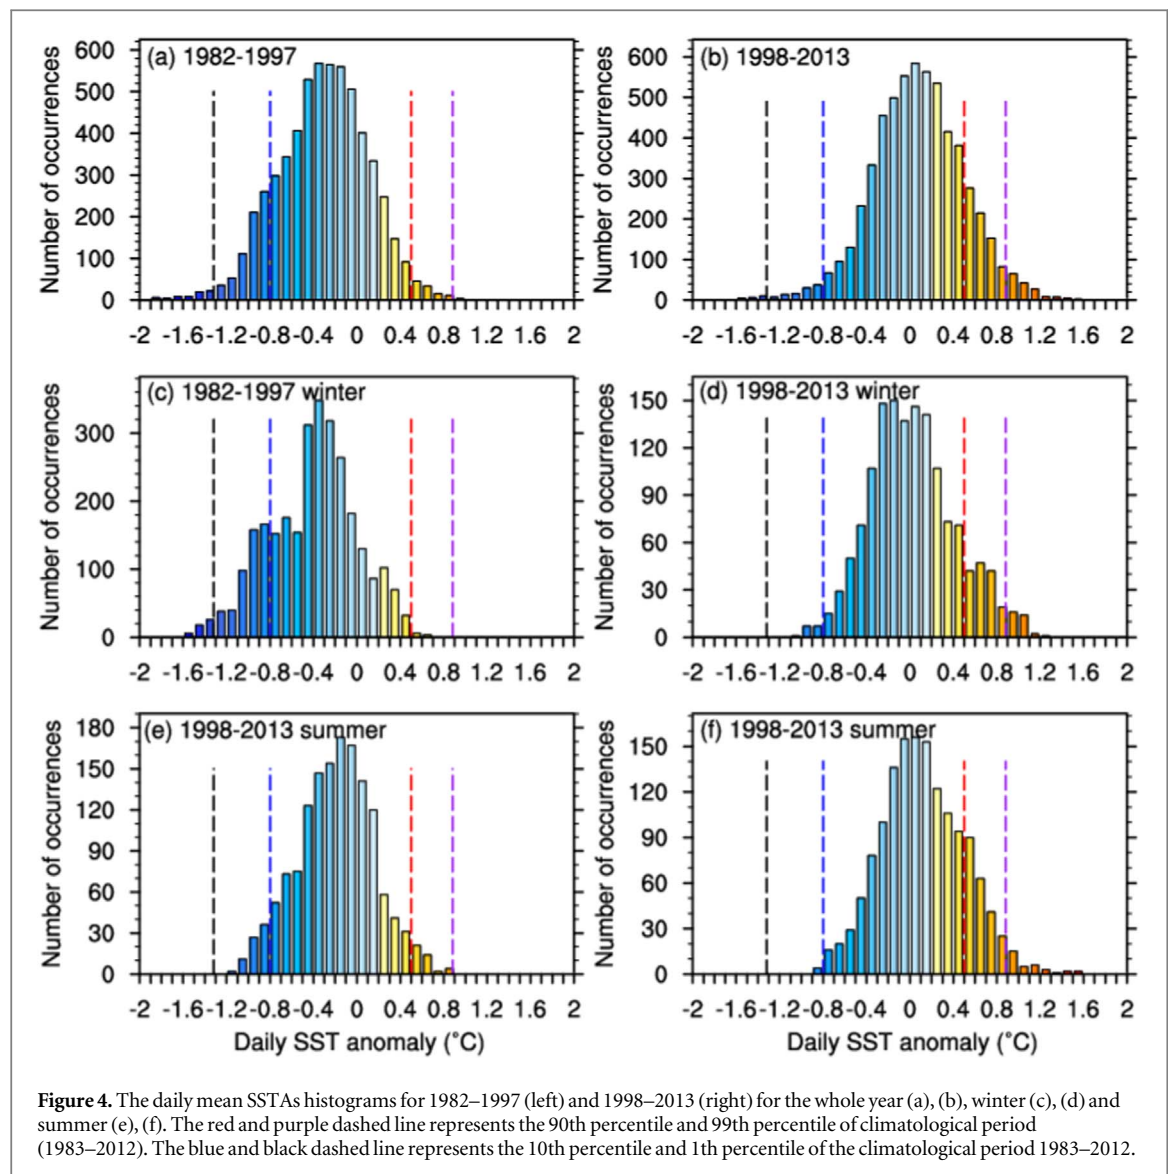 (a) 1982-1997
Number of occurrences
600
500
400
300
200
100
0
-2 -1.6 -1.2 -0.8 -0.4 0 0.4 0.8 1.2 1.6 2
(b) 1998-2013
Number of occurrences
600
500
400
300
200
100
0
-2 -1.6 -1.2 -0.8 -0.4 0 0.4 0.8 1.2 1.6 2
(c) 1982-1997 winter
Number of occurrences
300
200
100
0
-2 -1.6 -1.2 -0.8 -0.4 0 0.4 0.8 1.2 1.6 2
(d) 1998-2013 winter
Number of occurrences
150
120
90
60
30
0
-2 -1.6 -1.2 -0.8 -0.4 0 0.4 0.8 1.2 1.6 2
(e) 1998-2013 summer
Number of occurrences
180
150
120
90
60
30
0
-2 -1.6 -1.2 -0.8 -0.4 0 0.4 0.8 1.2 1.6 2
Daily SST anomaly (°C)
(f) 1998-2013 summer
Number of occurrences
150
120
90
60
30
0
-2 -1.6 -1.2 -0.8 -0.4 0 0.4 0.8 1.2 1.6 2
Daily SST anomaly (°C)
Figure 4. The daily mean SSTAs histograms for 1982–1997 (left) and 1998–2013 (right) for the whole year (a), (b), winter (c), (d) and
summer (e), (f). The red and purple dashed line represents the 90th percentile and 99th percentile of climatological period
(1983–2012). The blue and black dashed line represents the 10th percentile and 1th percentile of the climatological period 1983–2012.